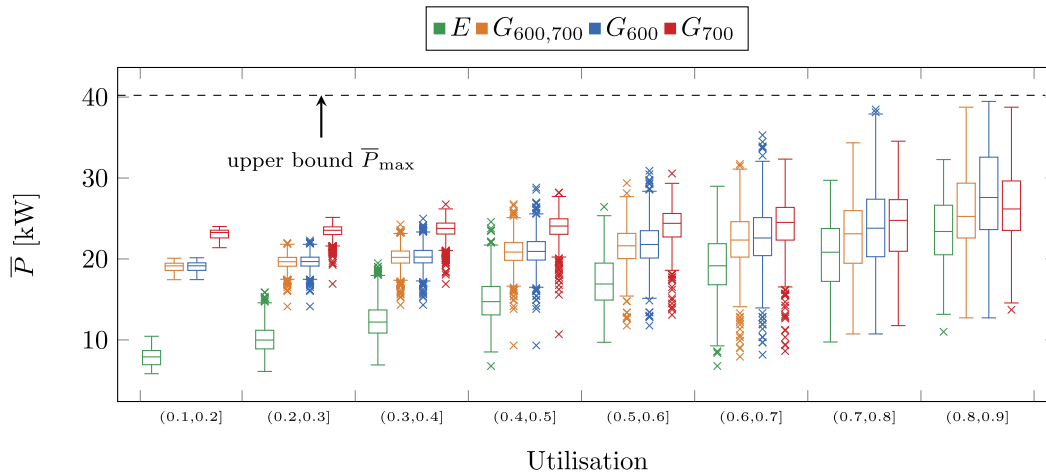 E G600,700 G600 G700
40
upper bound P̅max
30
20
10
P̅ [kW]
(0.1,0.2] (0.2,0.3] (0.3,0.4] (0.4,0.5] (0.5,0.6] (0.6,0.7] (0.7,0.8] (0.8,0.9]
Utilisation